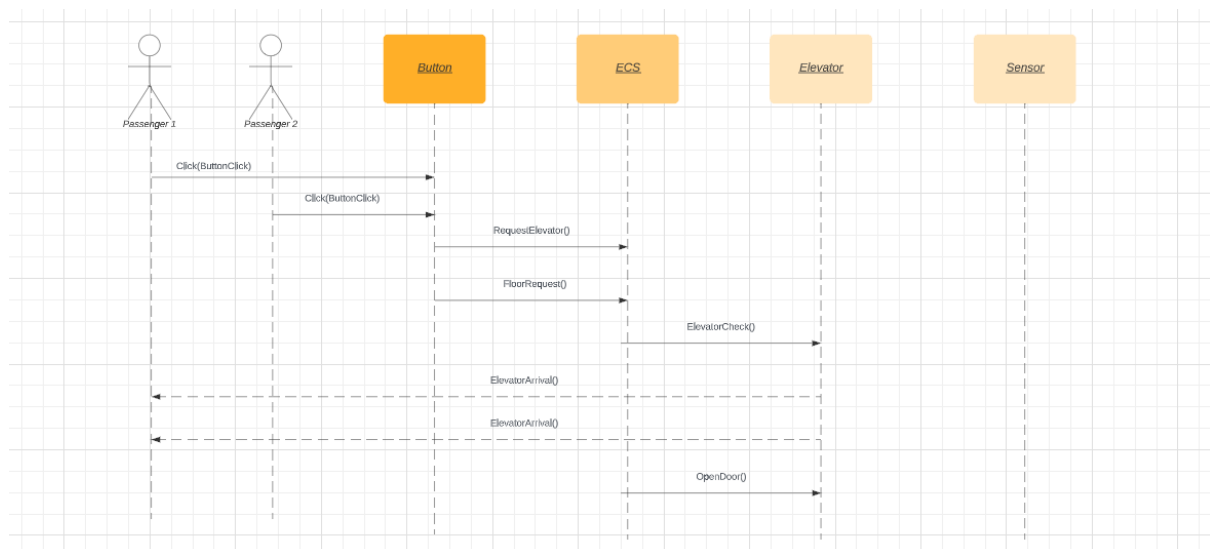 Button
ECS
Elevator
Sensor
Passenger 1
Passenger 2
Click(ButtonClick)
Click(ButtonClick)
RequestElevator()
FloorRequest()
ElevatorCheck()
ElevatorArrival()
ElevatorArrival()
OpenDoor()